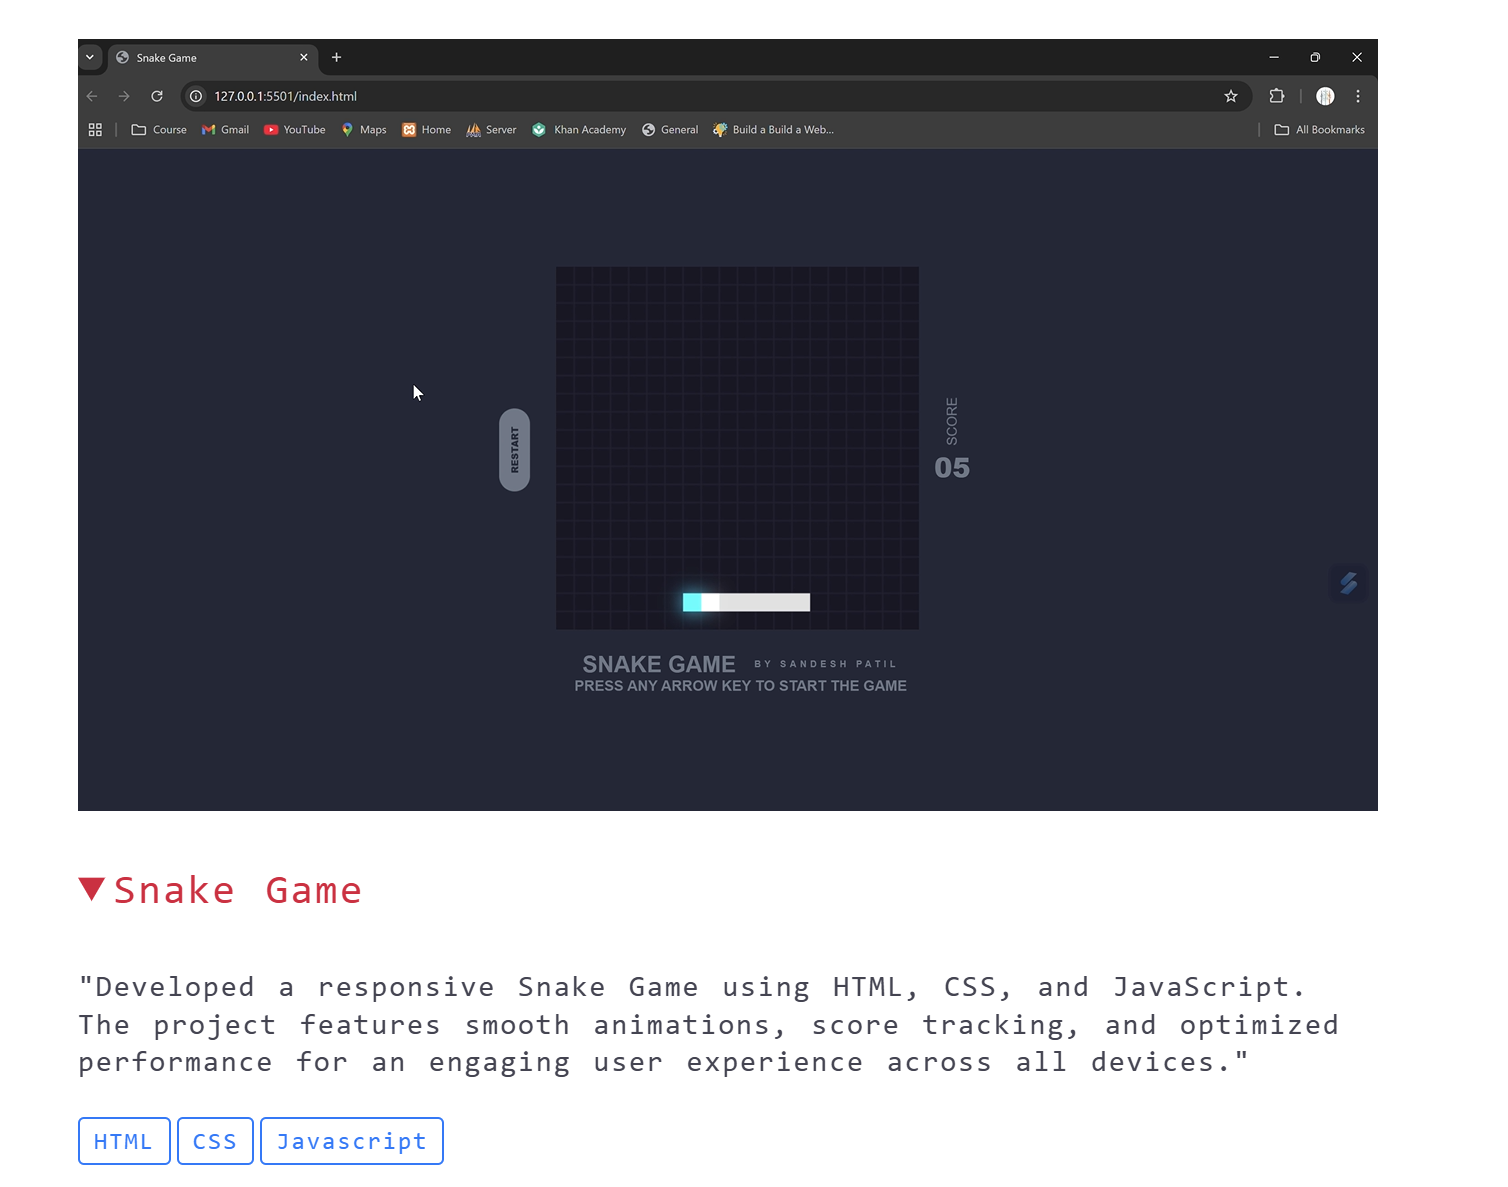 Snake Game
127.0.0.1:5501/index.html
Course Gmail YouTube Maps Home Server Khan Academy General Build a Build a Web... All Bookmarks
RESTART
SCORE
05
SNAKE GAME BY SANDESH PATIL
PRESS ANY ARROW KEY TO START THE GAME
Snake Game
"Developed a responsive Snake Game using HTML, CSS, and JavaScript.
The project features smooth animations, score tracking, and optimized
performance for an engaging user experience across all devices."
HTML CSS Javascript